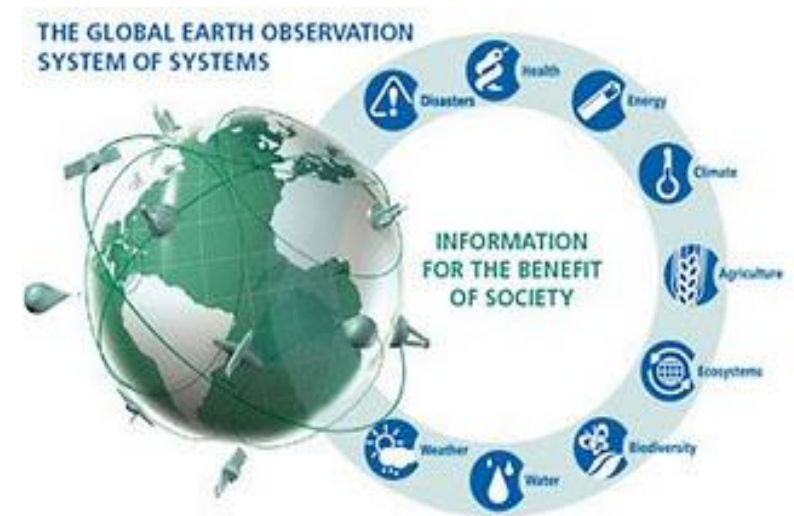 THE GLOBAL EARTH OBSERVATION
SYSTEM OF SYSTEMS
Disasters
Health
Energy
Climate
Agriculture
Ecosystems
Biodiversity
Water
Weather
INFORMATION
FOR THE BENEFIT
OF SOCIETY